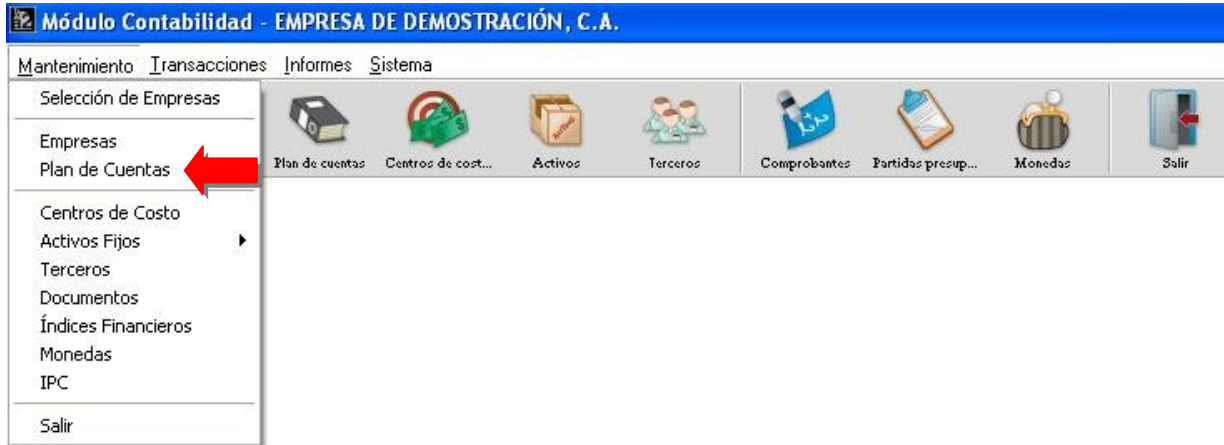 Módulo Contabilidad - EMPRESA DE DEMOSTRACIÓN, C.A.
Mantenimiento Transacciones Informes Sistema
Selección de Empresas
Empresas
Plan de Cuentas
Centros de Costo
Activos Fijos
Terceros
Documentos
Índices Financieros
Monedas
IPC
Salir
Plan de cuentas Centros de cost... Activos Terceros Comprobantes Partidas presup... Monedas Salir